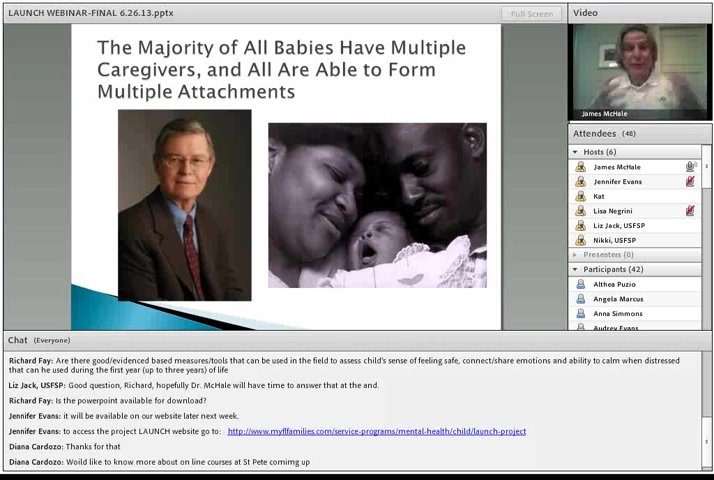 LAUNCH WEBINAR-FINAL 6.26.13.pptx
Full Screen
The Majority of All Babies Have Multiple
Caregivers, and All Are Able to Form
Multiple Attachments
Video
James McHale
Attendees (48)
Hosts (6)
James McHale
Jennifer Evans
Kat
Lisa Negrini
Liz Jack, USFSP
Nikki, USFSP
Presenters (0)
Participants (42)
Althea Puzio
Angela Marcus
Anna Simmons
Audrey Evans
Chat (Everyone)
Richard Fay: Are there good/evidenced based measures/tools that can be used in the field to assess child's sense of feeling safe, connect/share emotions and ability to calm when distressed
that can be used during the first year (up to three years) of life
Liz Jack, USFSP: Good question, Richard, hopefully Dr. McHale will have time to answer that at the and.
Richard Fay: Is the powerpoint available for download?
Jennifer Evans: it will be available on our website later next week.
Jennifer Evans: to access the project LAUNCH website go to: http://www.myflfamilies.com/service-programs/mental-health/child/launch-project
Diana Cardozo: Thanks for that
Diana Cardozo: Woild like to know more about on line courses at St Pete comimg up